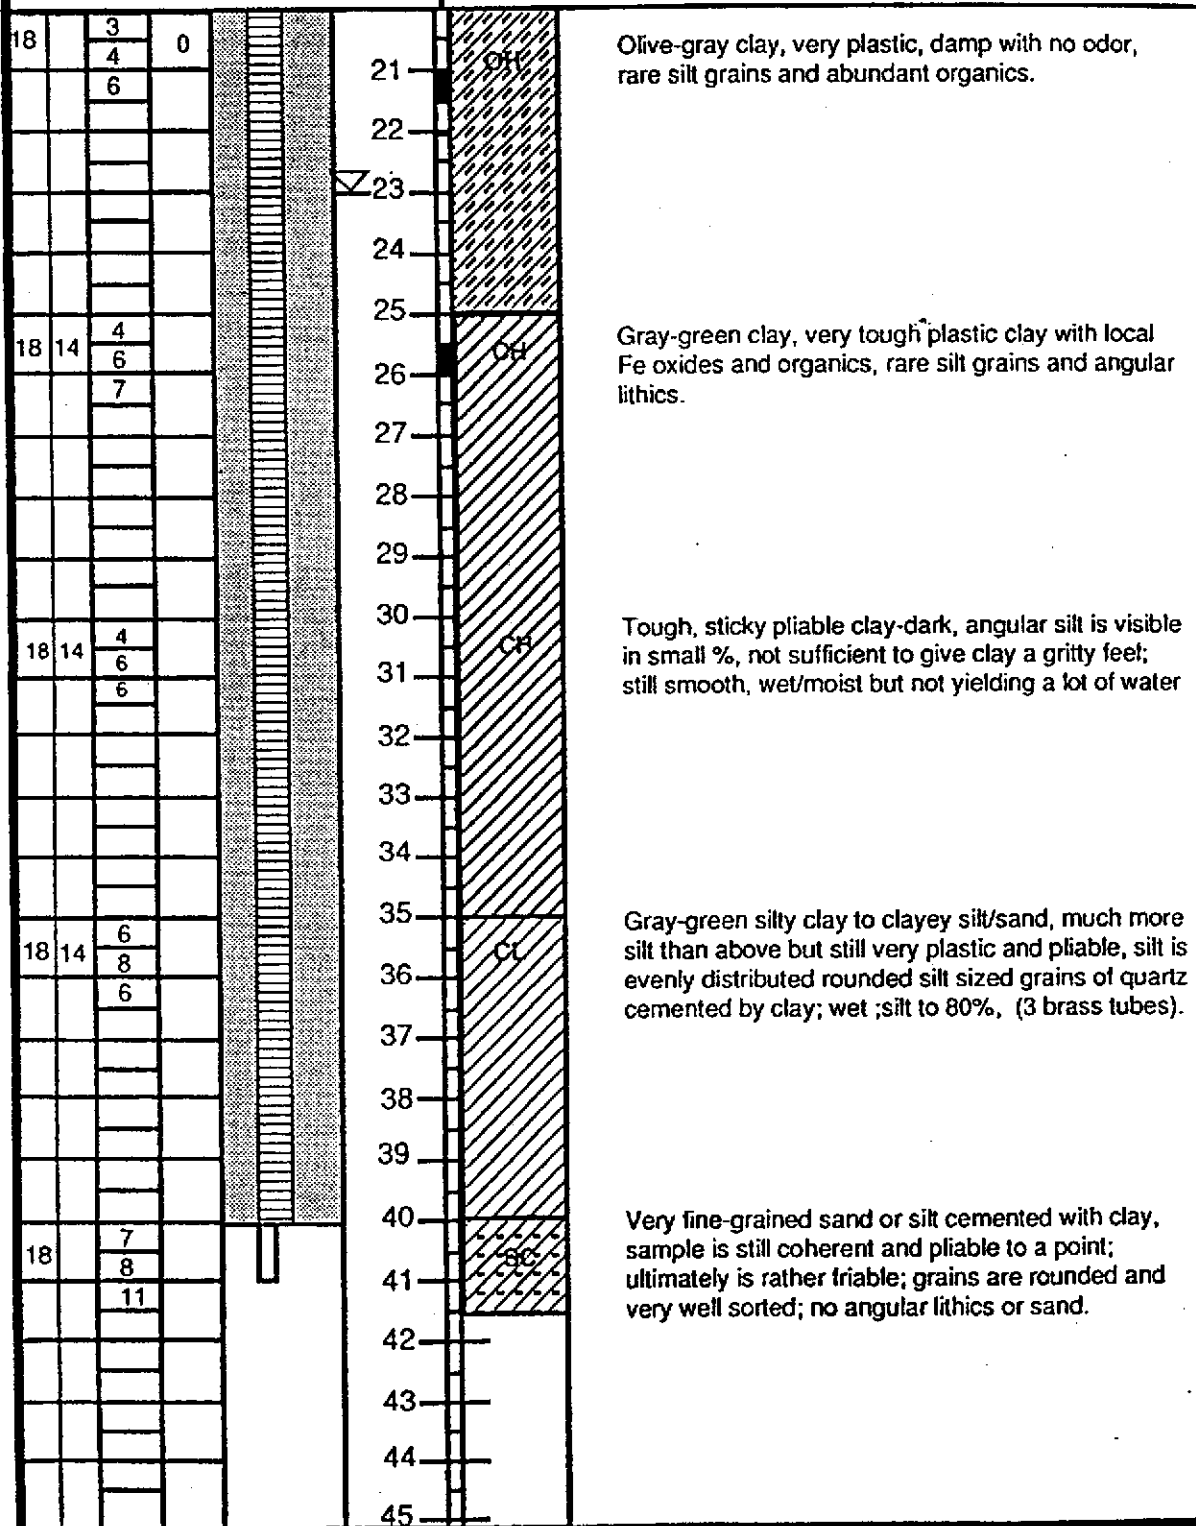 18 3 0
4
6
21
OH
Olive-gray clay, very plastic, damp with no odor,
rare silt grains and abundant organics.
22
23
24
25
18 14 4
6
7
26
Gray-green clay, very tough plastic clay with local
Fe oxides and organics, rare silt grains and angular
lithics.
27
28
29
30
18 14 4
6
6
31
CH
Tough, sticky pliable clay-dark, angular silt is visible
in small %, not sufficient to give clay a gritty feel;
still smooth, wet/moist but not yielding a lot of water
32
33
34
35
18 14 6
8
6
36
CL
Gray-green silty clay to clayey silt/sand, much more
silt than above but still very plastic and pliable, silt is
evenly distributed rounded silt sized grains of quartz
cemented by clay; wet ;silt to 80%, (3 brass tubes).
37
38
39
40
18 7
8
11
41
SC
Very fine-grained sand or silt cemented with clay,
sample is still coherent and pliable to a point;
ultimately is rather friable; grains are rounded and
very well sorted; no angular lithics or sand.
42
43
44
45